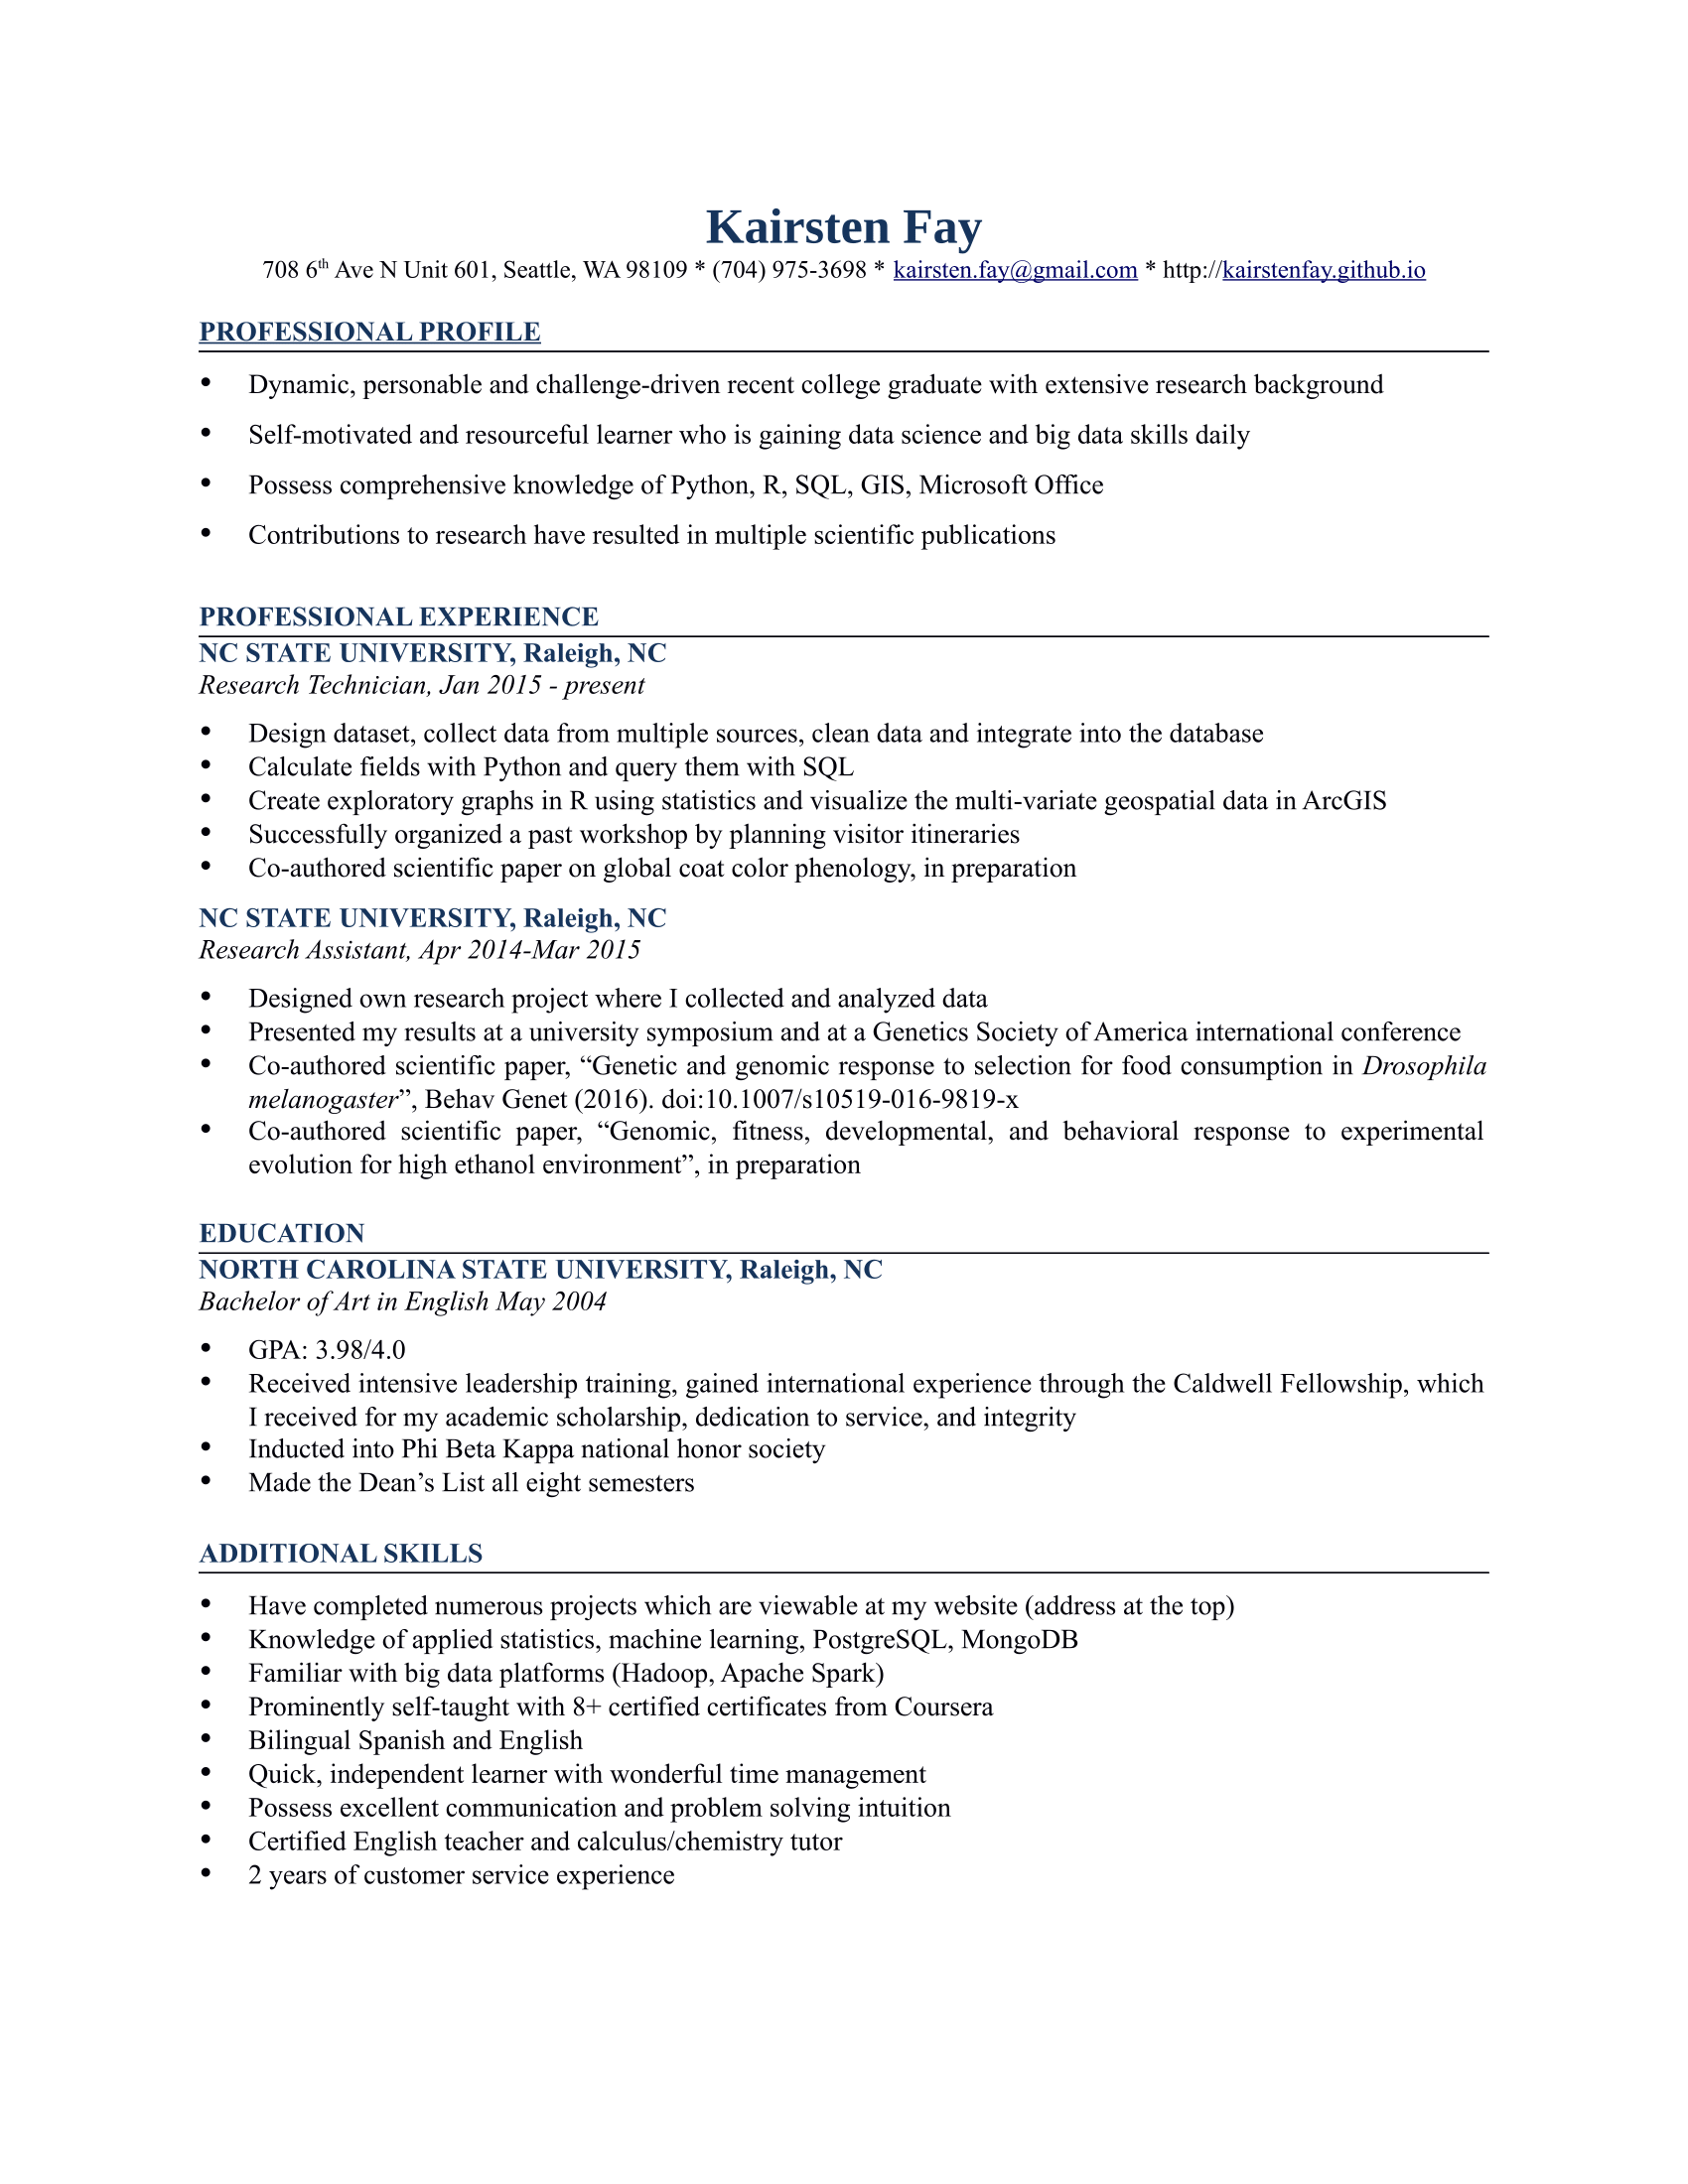 Kairsten Fay
708 6th Ave N Unit 601, Seattle, WA 98109 * (704) 975-3698 * kairsten.fay@gmail.com * http://kairstenfay.github.io
PROFESSIONAL PROFILE
• Dynamic, personable and challenge-driven recent college graduate with extensive research background
• Self-motivated and resourceful learner who is gaining data science and big data skills daily
• Possess comprehensive knowledge of Python, R, SQL, GIS, Microsoft Office
• Contributions to research have resulted in multiple scientific publications
PROFESSIONAL EXPERIENCE
NC STATE UNIVERSITY, Raleigh, NC
Research Technician, Jan 2015 - present
• Design dataset, collect data from multiple sources, clean data and integrate into the database
• Calculate fields with Python and query them with SQL
• Create exploratory graphs in R using statistics and visualize the multi-variate geospatial data in ArcGIS
• Successfully organized a past workshop by planning visitor itineraries
• Co-authored scientific paper on global coat color phenology, in preparation
NC STATE UNIVERSITY, Raleigh, NC
Research Assistant, Apr 2014-Mar 2015
• Designed own research project where I collected and analyzed data
• Presented my results at a university symposium and at a Genetics Society of America international conference
• Co-authored scientific paper, “Genetic and genomic response to selection for food consumption in Drosophila
melanogaster”, Behav Genet (2016). doi:10.1007/s10519-016-9819-x
• Co-authored scientific paper, “Genomic, fitness, developmental, and behavioral response to experimental
evolution for high ethanol environment”, in preparation
EDUCATION
NORTH CAROLINA STATE UNIVERSITY, Raleigh, NC
Bachelor of Art in English May 2004
• GPA: 3.98/4.0
• Received intensive leadership training, gained international experience through the Caldwell Fellowship, which
I received for my academic scholarship, dedication to service, and integrity
• Inducted into Phi Beta Kappa national honor society
• Made the Dean’s List all eight semesters
ADDITIONAL SKILLS
• Have completed numerous projects which are viewable at my website (address at the top)
• Knowledge of applied statistics, machine learning, PostgreSQL, MongoDB
• Familiar with big data platforms (Hadoop, Apache Spark)
• Prominently self-taught with 8+ certified certificates from Coursera
• Bilingual Spanish and English
• Quick, independent learner with wonderful time management
• Possess excellent communication and problem solving intuition
• Certified English teacher and calculus/chemistry tutor
• 2 years of customer service experience